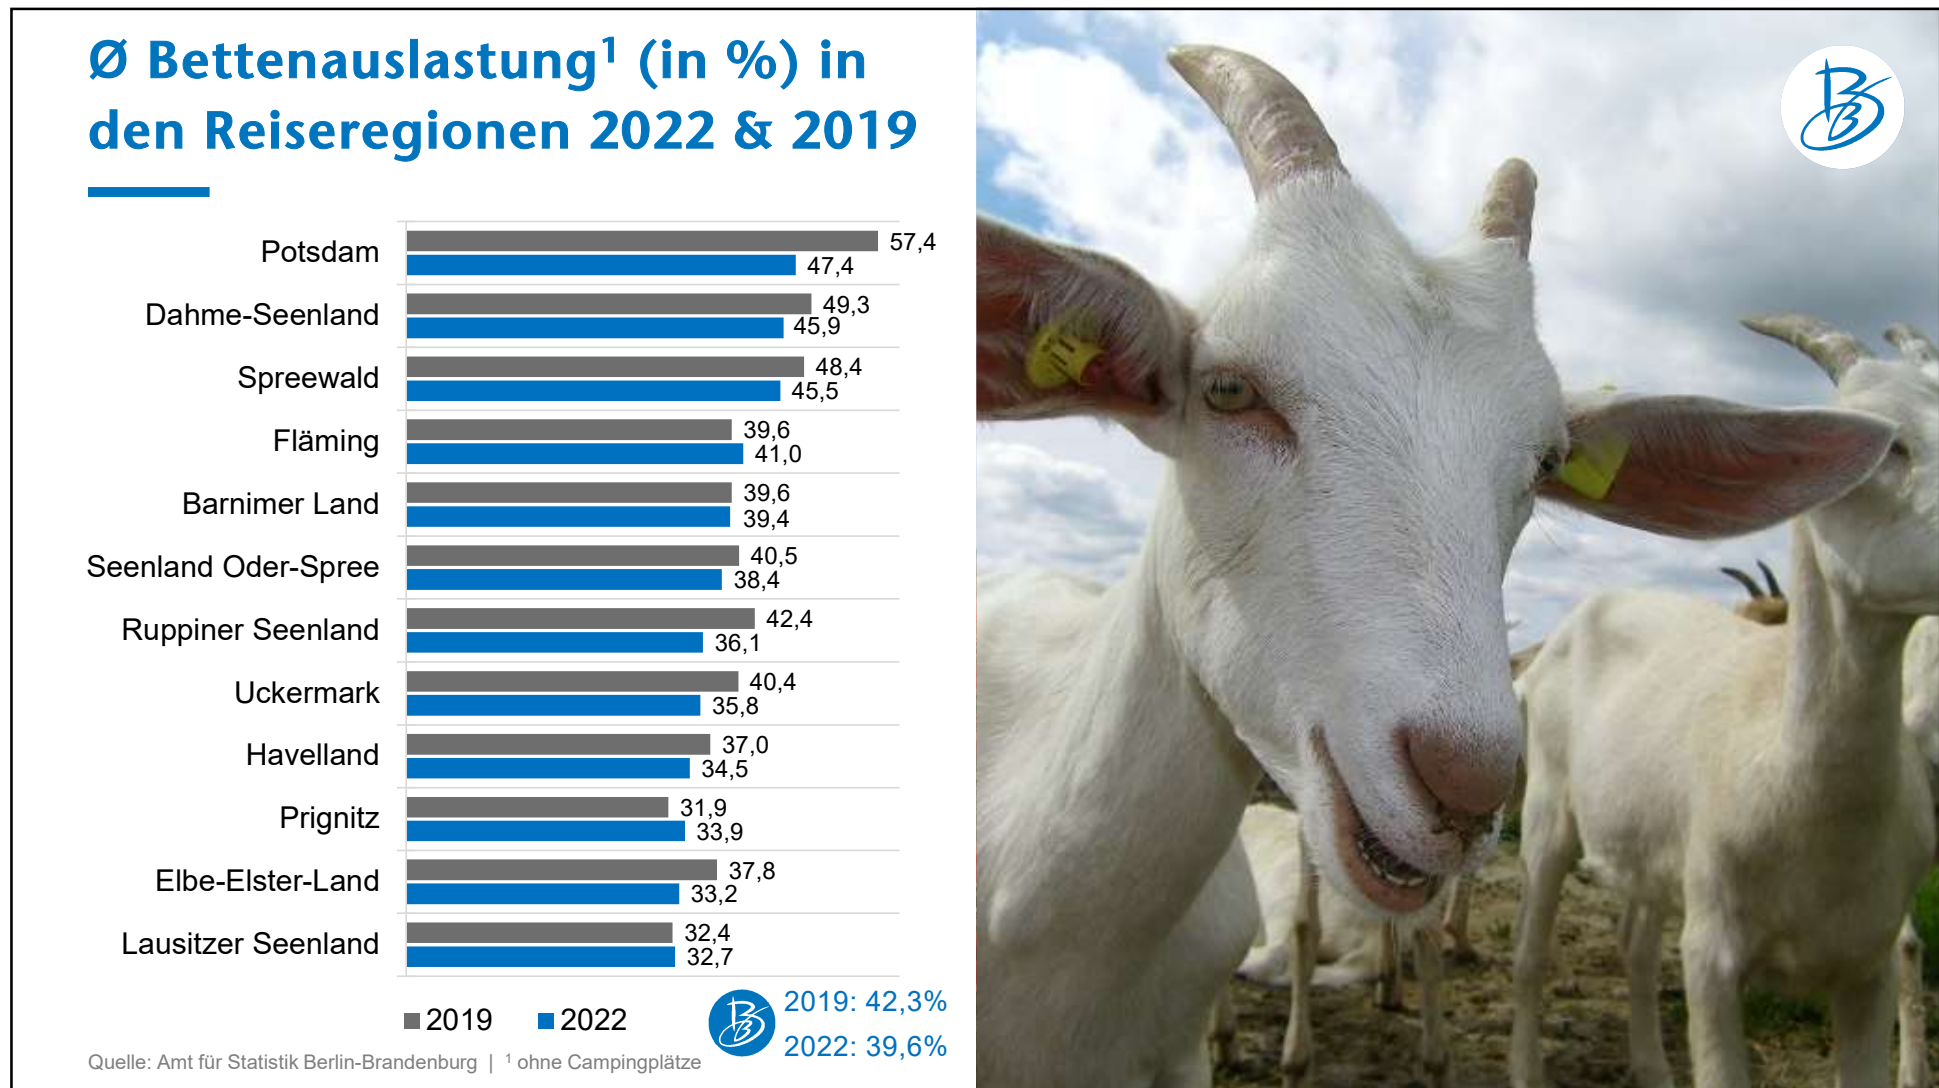 Ø Bettenauslastung¹ (in %) in
den Reiseregionen 2022 & 2019
Potsdam
57,4
47,4
Dahme-Seenland
49,3
45,9
Spreewald
48,4
45,5
Fläming
39,6
41,0
Barnimer Land
39,6
39,4
Seenland Oder-Spree
40,5
38,4
Ruppiner Seenland
42,4
36,1
Uckermark
40,4
35,8
Havelland
37,0
34,5
Prignitz
31,9
33,9
Elbe-Elster-Land
37,8
33,2
Lausitzer Seenland
32,4
32,7
2019 2022
2019: 42,3%
2022: 39,6%
Quelle: Amt für Statistik Berlin-Brandenburg | ¹ ohne Campingplätze